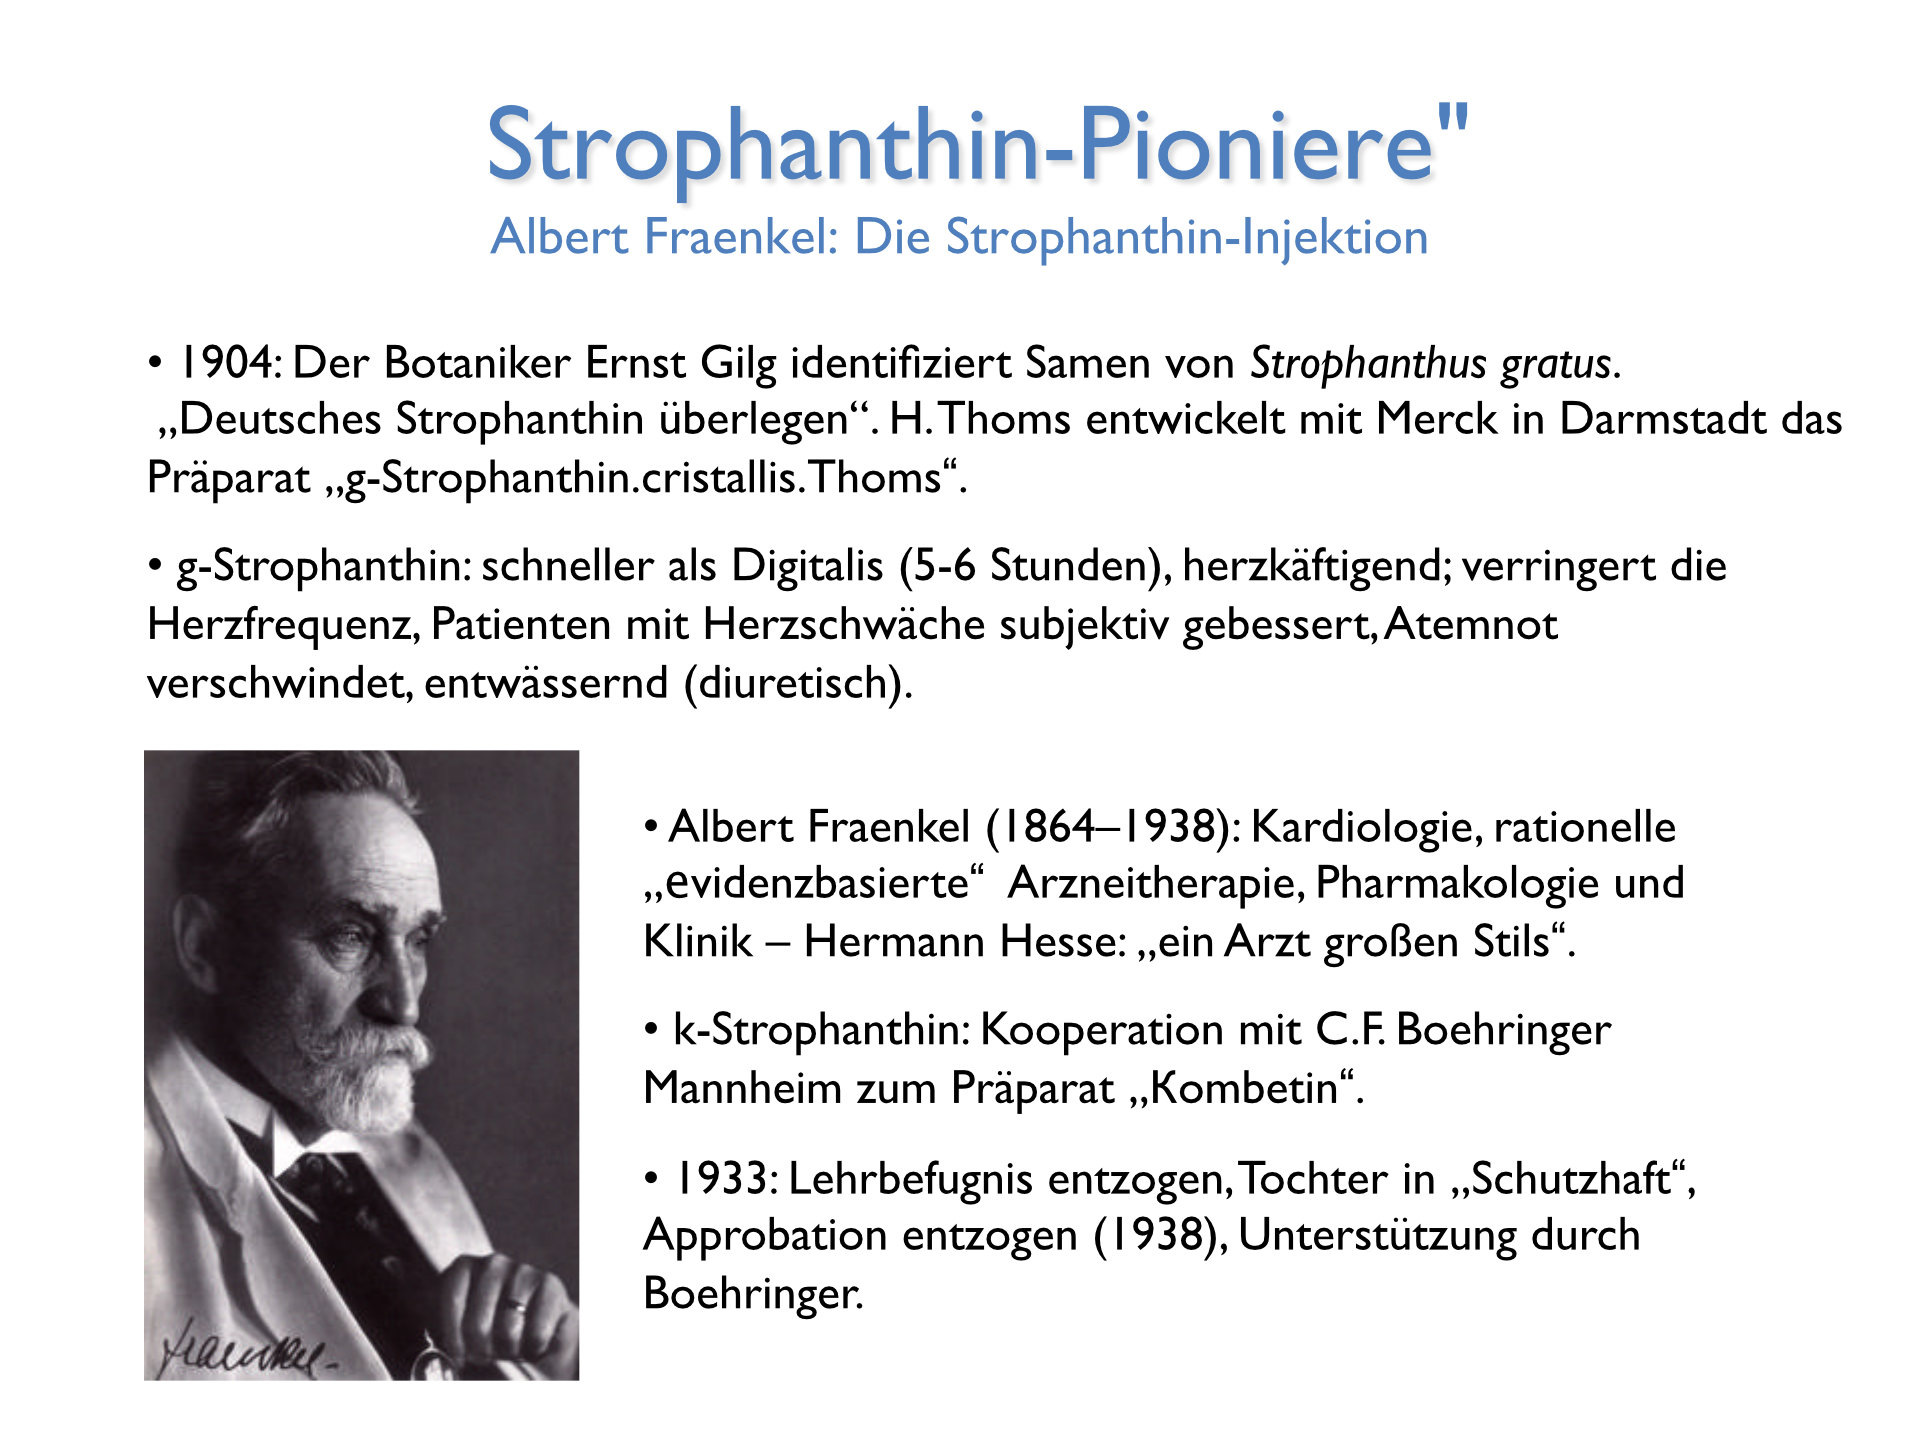 Strophanthin-Pioniere"
Albert Fraenkel: Die Strophanthin-Injektion
• 1904: Der Botaniker Ernst Gilg identifiziert Samen von Strophanthus gratus.
„Deutsches Strophanthin überlegen“. H. Thoms entwickelt mit Merck in Darmstadt das
Präparat „g-Strophanthin.cristallis.Thoms“.
• g-Strophanthin: schneller als Digitalis (5-6 Stunden), herzkäftigend; verringert die
Herzfrequenz, Patienten mit Herzschwäche subjektiv gebessert, Atemnot
verschwindet, entwässernd (diuretisch).
• Albert Fraenkel (1864–1938): Kardiologie, rationelle
„evidenzbasierte“ Arzneitherapie, Pharmakologie und
Klinik – Hermann Hesse: „ein Arzt großen Stils“.
• k-Strophanthin: Kooperation mit C.F. Boehringer
Mannheim zum Präparat „Kombetin“.
• 1933: Lehrbefugnis entzogen, Tochter in „Schutzhaft“,
Approbation entzogen (1938), Unterstützung durch
Boehringer.
Fraenkel